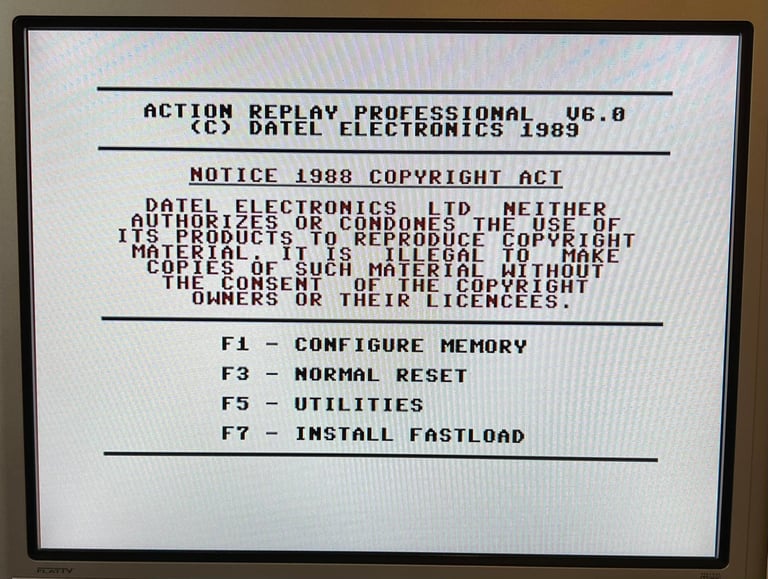 ACTION REPLAY PROFESSIONAL V6.0
(C) DATEL ELECTRONICS 1989
NOTICE 1988 COPYRIGHT ACT
DATEL ELECTRONICS LTD NEITHER
AUTHORIZES OR CONDONES THE USE OF
ITS PRODUCTS TO REPRODUCE COPYRIGHT
MATERIAL. IT IS ILLEGAL TO MAKE
COPIES OF SUCH MATERIAL WITHOUT
THE CONSENT OF THE COPYRIGHT
OWNERS OR THEIR LICENCEES.
F1 - CONFIGURE MEMORY
F3 - NORMAL RESET
F5 - UTILITIES
F7 - INSTALL FASTLOAD
FLATTV